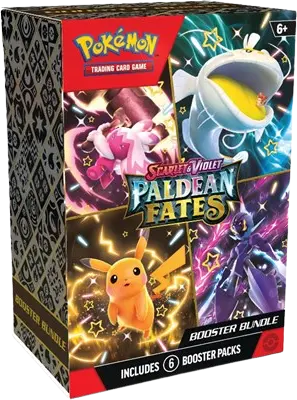 Pokémon
TRADING CARD GAME
6+
SCARLET & VIOLET
PALDEAN
FATES
BOOSTER BUNDLE
INCLUDES 6 BOOSTER PACKS
BOOSTER BUNDLE